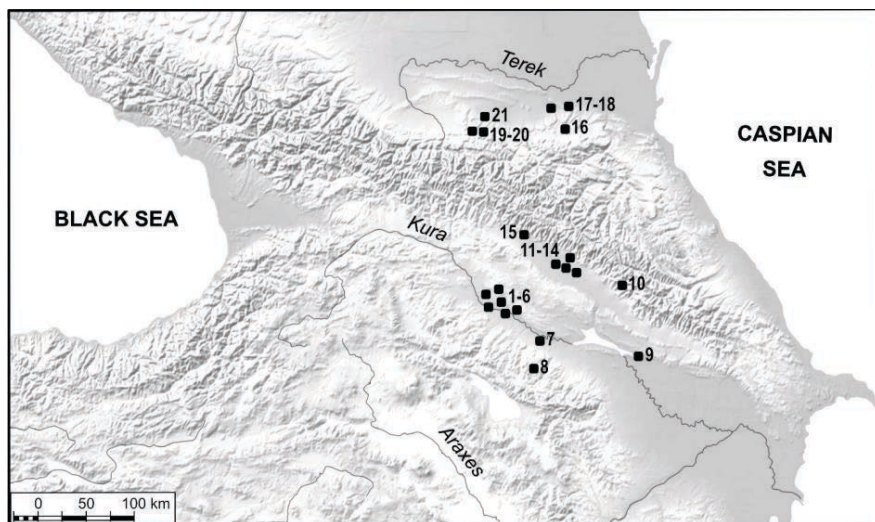 Terek
17-18
21
19-20
16
CASPIAN
SEA
BLACK SEA
Kura
15
11-14
10
1-6
7
9
8
Araxes
0 50 100 km